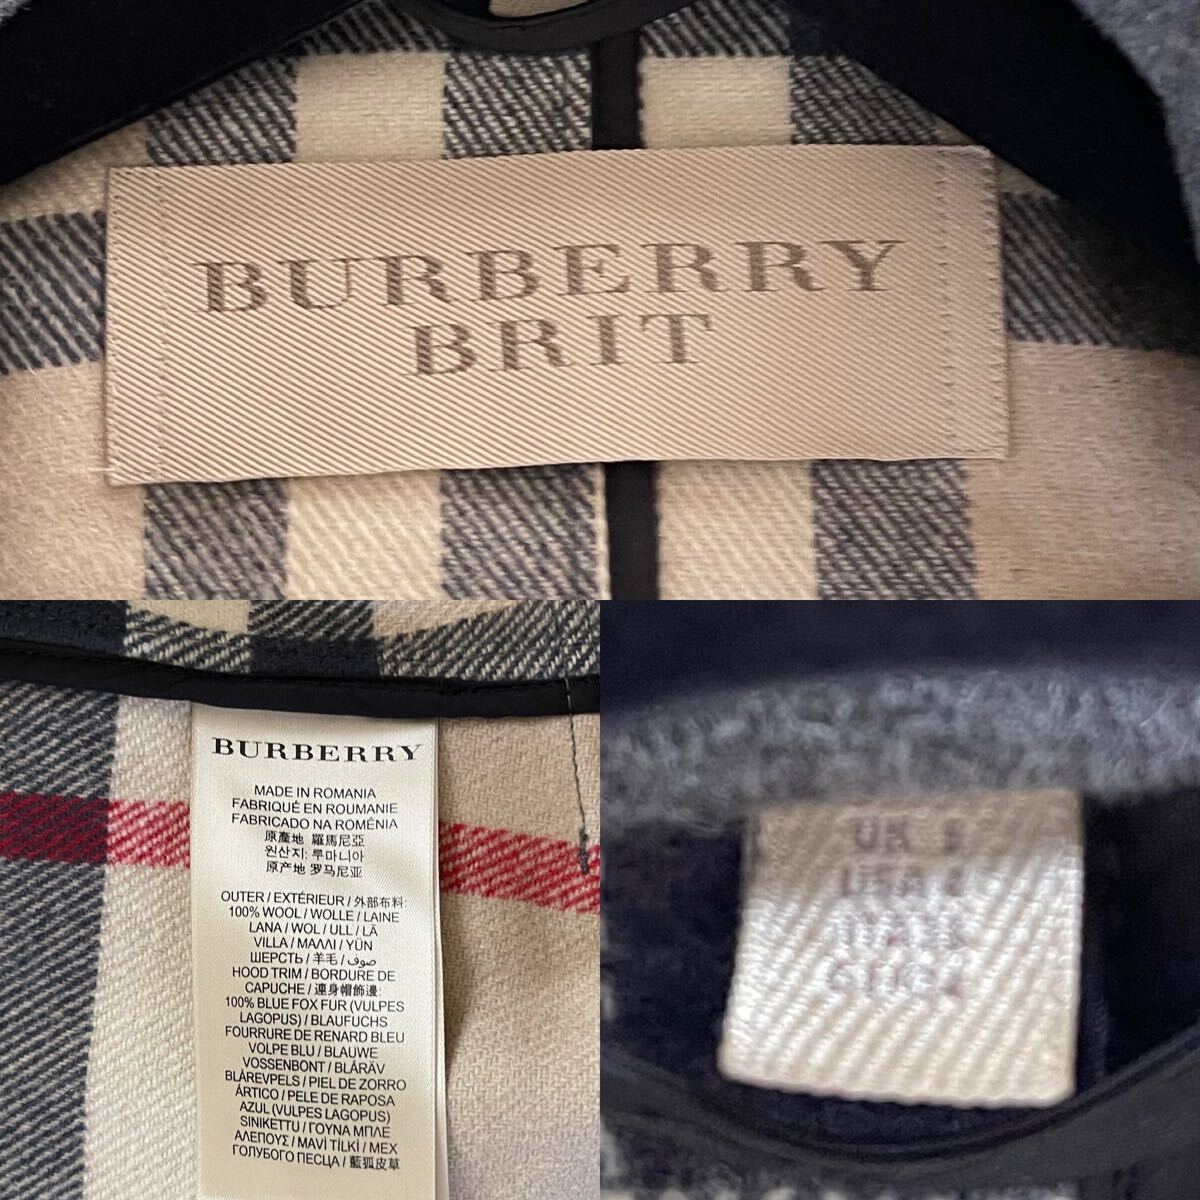 BURBERRY
BRIT
BURBERRY
MADE IN ROMANIA
FABRIQUÉ EN ROUMANIE
FABRICADO NA ROMÊNIA
原產地 羅馬尼亞
원산지: 루마니아
原产地 罗马尼亚
OUTER / EXTÉRIEUR / 外部布料:
100% WOOL / WOLLE / LAINE
LANA / WOL / ULL / LÃ
VILLA / ΜΑΛΛΙ / YÜN
ШЕРСТЬ / 羊毛 / صوف
HOOD TRIM / BORDURE DE
CAPUCHE / 連身帽飾邊:
100% BLUE FOX FUR (VULPES
LAGOPUS) / BLAUFUCHS
FOURRURE DE RENARD BLEU
VOLPE BLU / BLAUWE
VOSSENBONT / BLÅRÄV
BLÅREVPELS / PIEL DE ZORRO
ÁRTICO / PELE DE RAPOSA
AZUL (VULPES LAGOPUS)
SINIKETTU / ΓΟΥΝΑ ΜΠΛΕ
ΑΛΕΠΟΥΣ / MAVİ TİLKİ / МЕХ
ГОЛУБОГО ПЕСЦА / 藍狐皮草
UK
USA